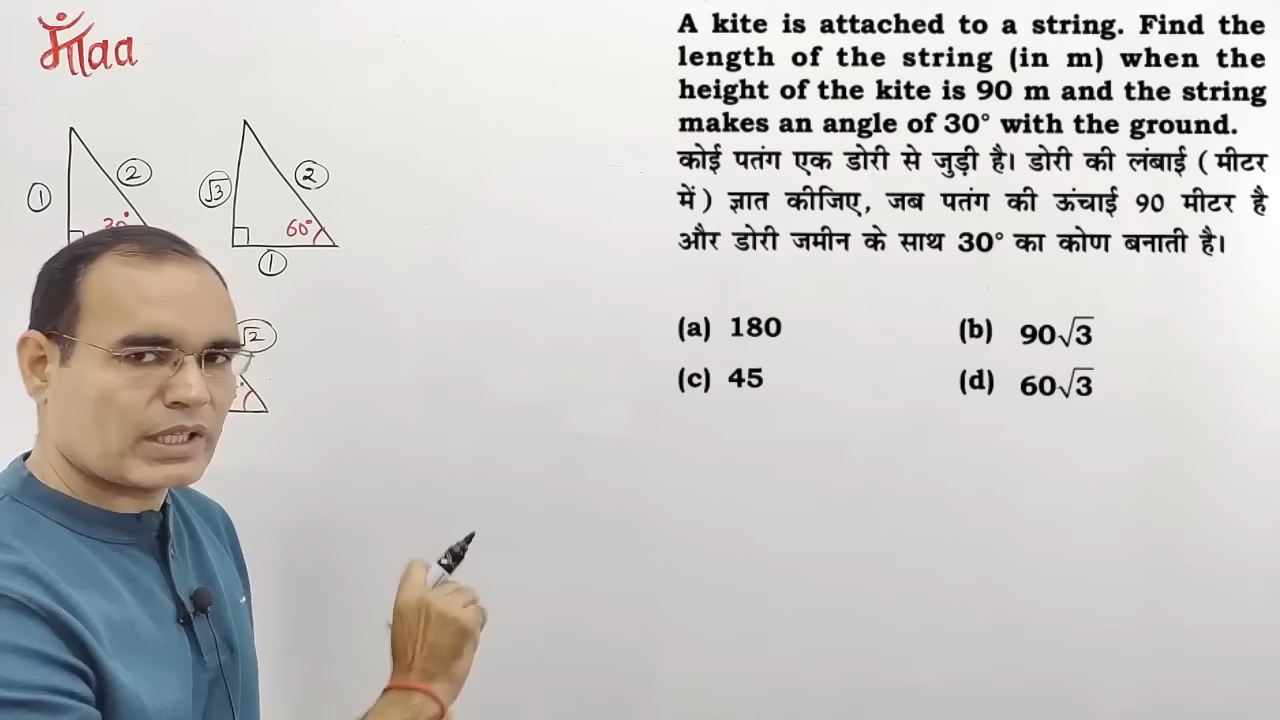 माँaa
1
2
30°
√3
2
60°
1
√2
A kite is attached to a string. Find the
length of the string (in m) when the
height of the kite is 90 m and the string
makes an angle of 30° with the ground.
कोई पतंग एक डोरी से जुड़ी है। डोरी की लंबाई (मीटर
में) ज्ञात कीजिए, जब पतंग की ऊंचाई 90 मीटर है
और डोरी जमीन के साथ 30° का कोण बनाती है।
(a) 180 (b) 90√3
(c) 45 (d) 60√3